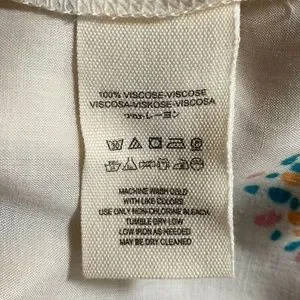 100% VISCOSE-VISCOSE
VISCOSA-VISKOSE-VISCOSA
レーヨン
MACHINE WASH COLD
WITH LIKE COLORS
USE ONLY NON-CHLORINE BLEACH
TUMBLE DRY LOW
LOW IRON AS NEEDED
MAY BE DRY CLEANED